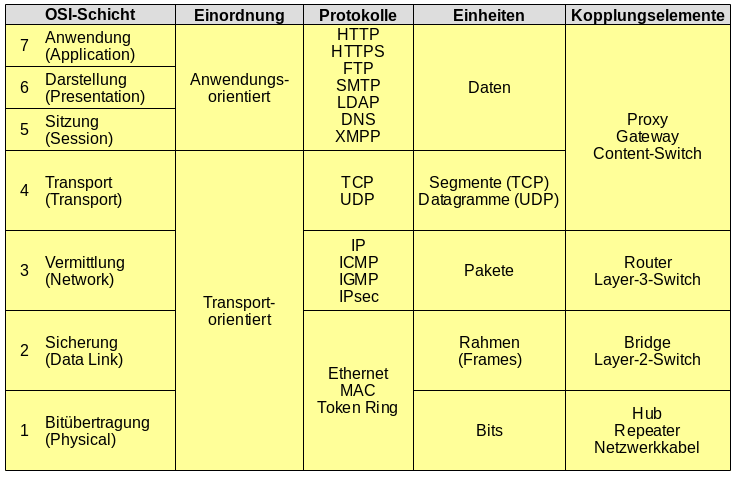 OSI-Schicht Einordnung Protokolle Einheiten Kopplungselemente
7 Anwendung
(Application)
6 Darstellung
(Presentation)
5 Sitzung
(Session)
Anwendungs-
orientiert
HTTP
HTTPS
FTP
SMTP
LDAP
DNS
XMPP
Daten
Proxy
Gateway
Content-Switch
4 Transport
(Transport)
Transport-
orientiert
TCP
UDP
Segmente (TCP)
Datagramme (UDP)
3 Vermittlung
(Network)
IP
ICMP
IGMP
IPsec
Pakete
Router
Layer-3-Switch
2 Sicherung
(Data Link)
Ethernet
MAC
Token Ring
Rahmen
(Frames)
Bridge
Layer-2-Switch
1 Bitübertragung
(Physical)
Bits
Hub
Repeater
Netzwerkkabel